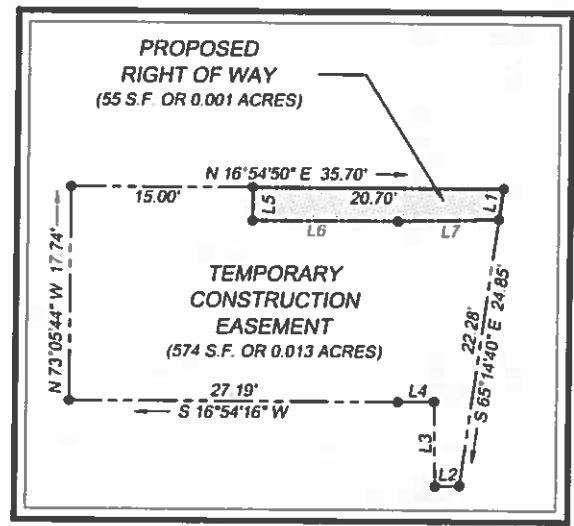 PROPOSED
RIGHT OF WAY
(55 S.F. OR 0.001 ACRES)
N 16°54'50" E 35.70'
15.00'
20.70'
L5
L1
L6
L7
N 73°05'44" W 17.74'
TEMPORARY
CONSTRUCTION
EASEMENT
(574 S.F. OR 0.013 ACRES)
22.28'
S 65°14'40" E 24.85'
27.19'
S 16°54'16" W
L4
L3
L2